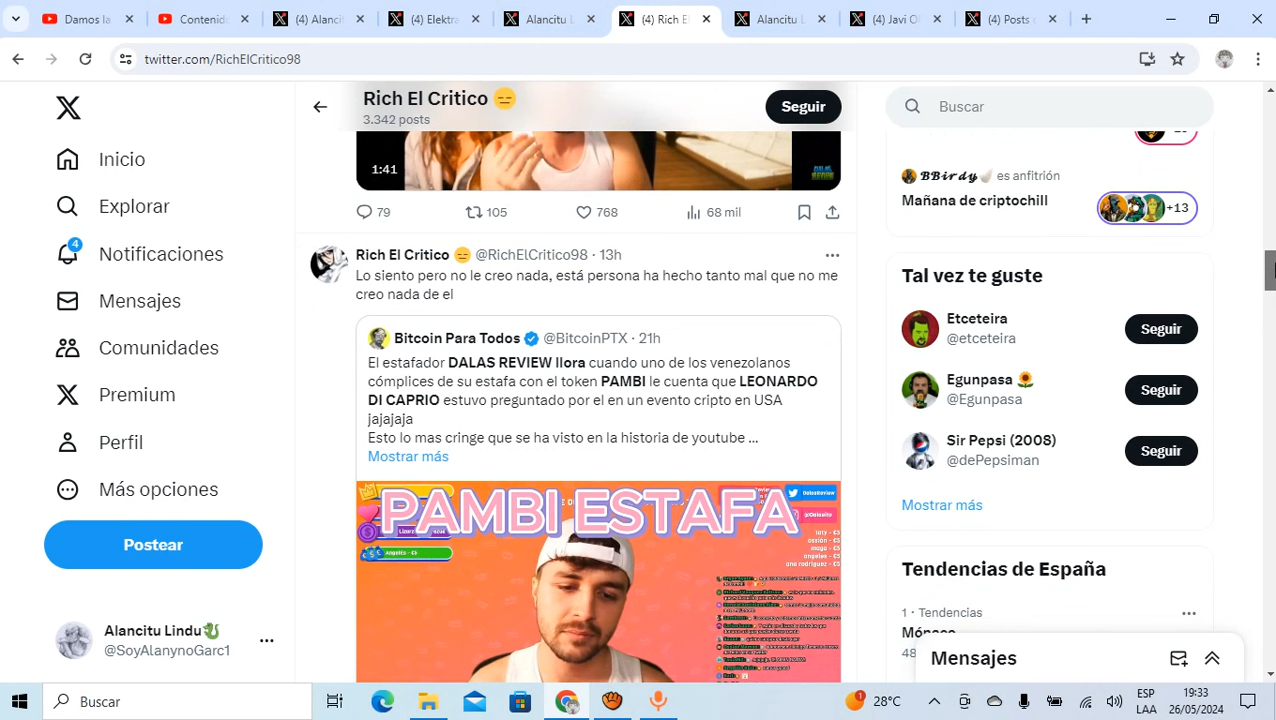 Damos la
Contenido
(4) Alancit
(4) Elektra
Alancitu L
(4) Rich El
Alancitu L
(4) Javi Ol
(4) Posts c
twitter.com/RichElCritico98
Rich El Critico 😑
3.342 posts
Seguir
Buscar
Inicio
Explorar
4
Notificaciones
Mensajes
Comunidades
Premium
Perfil
Más opciones
Postear
Alancitu Lindu
@SoyAlanynoGarc1
1:41
79
105
768
68 mil
Rich El Critico 😑 @RichElCritico98 · 13h
Lo siento pero no le creo nada, está persona ha hecho tanto mal que no me
creo nada de el
Bitcoin Para Todos @BitcoinPTX · 21h
El estafador DALAS REVIEW llora cuando uno de los venezolanos
cómplices de su estafa con el token PAMBI le cuenta que LEONARDO
DI CAPRIO estuvo preguntado por el en un evento cripto en USA
jajajaja
Esto lo mas cringe que se ha visto en la historia de youtube ...
Mostrar más
PAMBI ESTAFA
𝓑𝓑𝓲𝓻𝓭𝔂 es anfitrión
Mañana de criptochill
+13
Tal vez te guste
Etceteira
@etceteira
Seguir
Egunpasa 🌻
@Egunpasa
Seguir
Sir Pepsi (2008)
@dePepsiman
Seguir
Mostrar más
Tendencias de España
1 · Tendencias
Mónaco
Mensajes
Buscar
1
28°C
ESP
LAA
19:33
26/05/2024